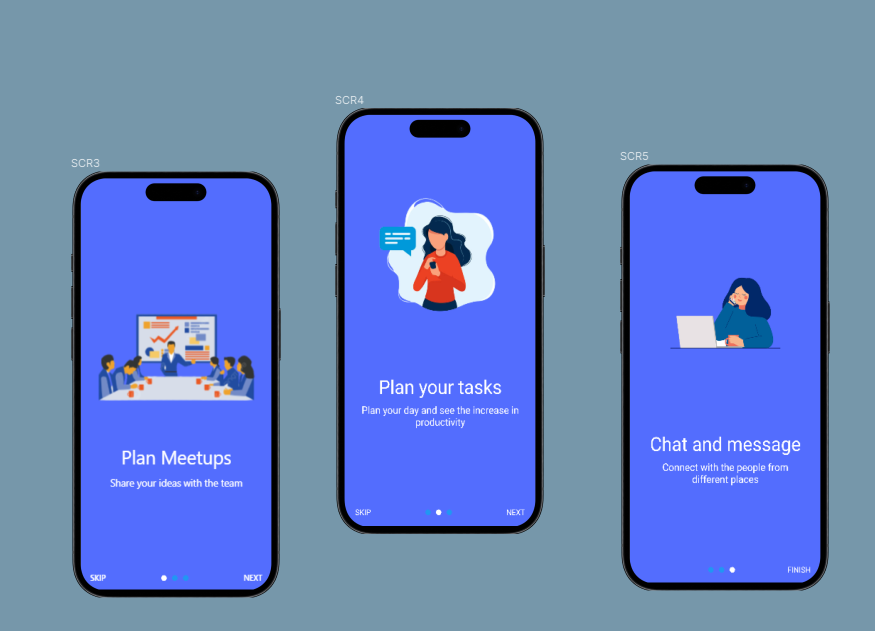 SCR3
Plan Meetups
Share your ideas with the team
SKIP
NEXT
SCR4
Plan your tasks
Plan your day and see the increase in
productivity
SKIP
NEXT
SCR5
Chat and message
Connect with the people from
different places
FINISH